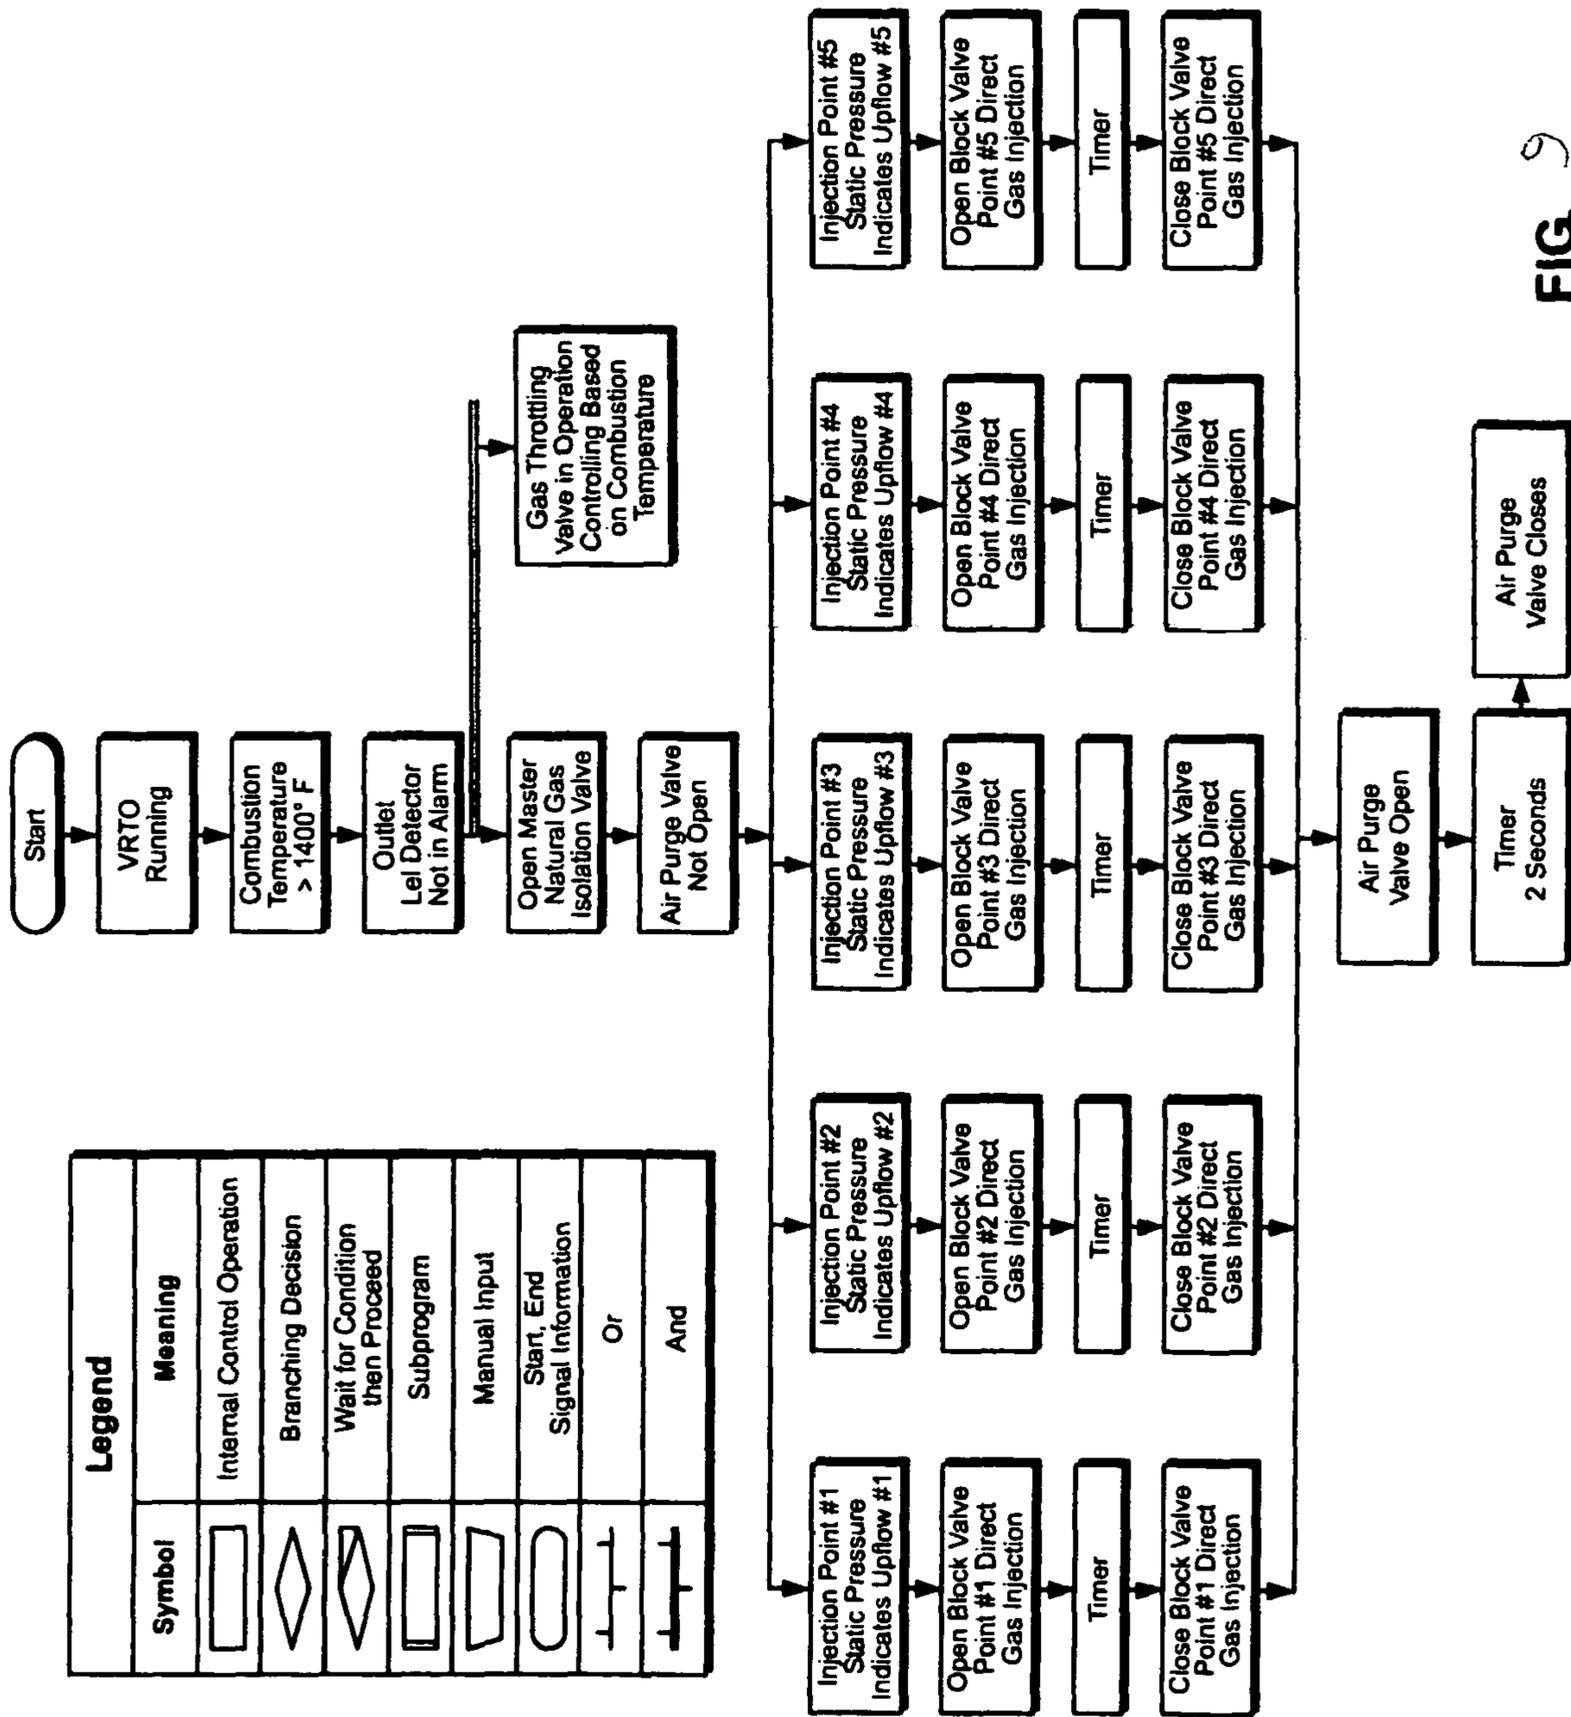 Legend
Symbol
Meaning
Internal Control Operation
Branching Decision
Wait for Condition
then Proceed
Subprogram
Manual Input
Start, End
Signal Information
Or
And
Start
VRTO
Running
Combustion
Temperature
> 1400° F
Outlet
Lel Detector
Not in Alarm
Gas Throttling
Valve in Operation
Controlling Based
on Combustion
Temperature
Open Master
Natural Gas
Isolation Valve
Air Purge Valve
Not Open
Injection Point #1
Static Pressure
Indicates Upflow #1
Open Block Valve
Point #1 Direct
Gas Injection
Timer
Close Block Valve
Point #1 Direct
Gas Injection
Injection Point #2
Static Pressure
Indicates Upflow #2
Open Block Valve
Point #2 Direct
Gas Injection
Timer
Close Block Valve
Point #2 Direct
Gas Injection
Injection Point #3
Static Pressure
Indicates Upflow #3
Open Block Valve
Point #3 Direct
Gas Injection
Timer
Close Block Valve
Point #3 Direct
Gas Injection
Injection Point #4
Static Pressure
Indicates Upflow #4
Open Block Valve
Point #4 Direct
Gas Injection
Timer
Close Block Valve
Point #4 Direct
Gas Injection
Injection Point #5
Static Pressure
Indicates Upflow #5
Open Block Valve
Point #5 Direct
Gas Injection
Timer
Close Block Valve
Point #5 Direct
Gas Injection
Air Purge
Valve Open
Timer
2 Seconds
Air Purge
Valve Closes
FIG. 9